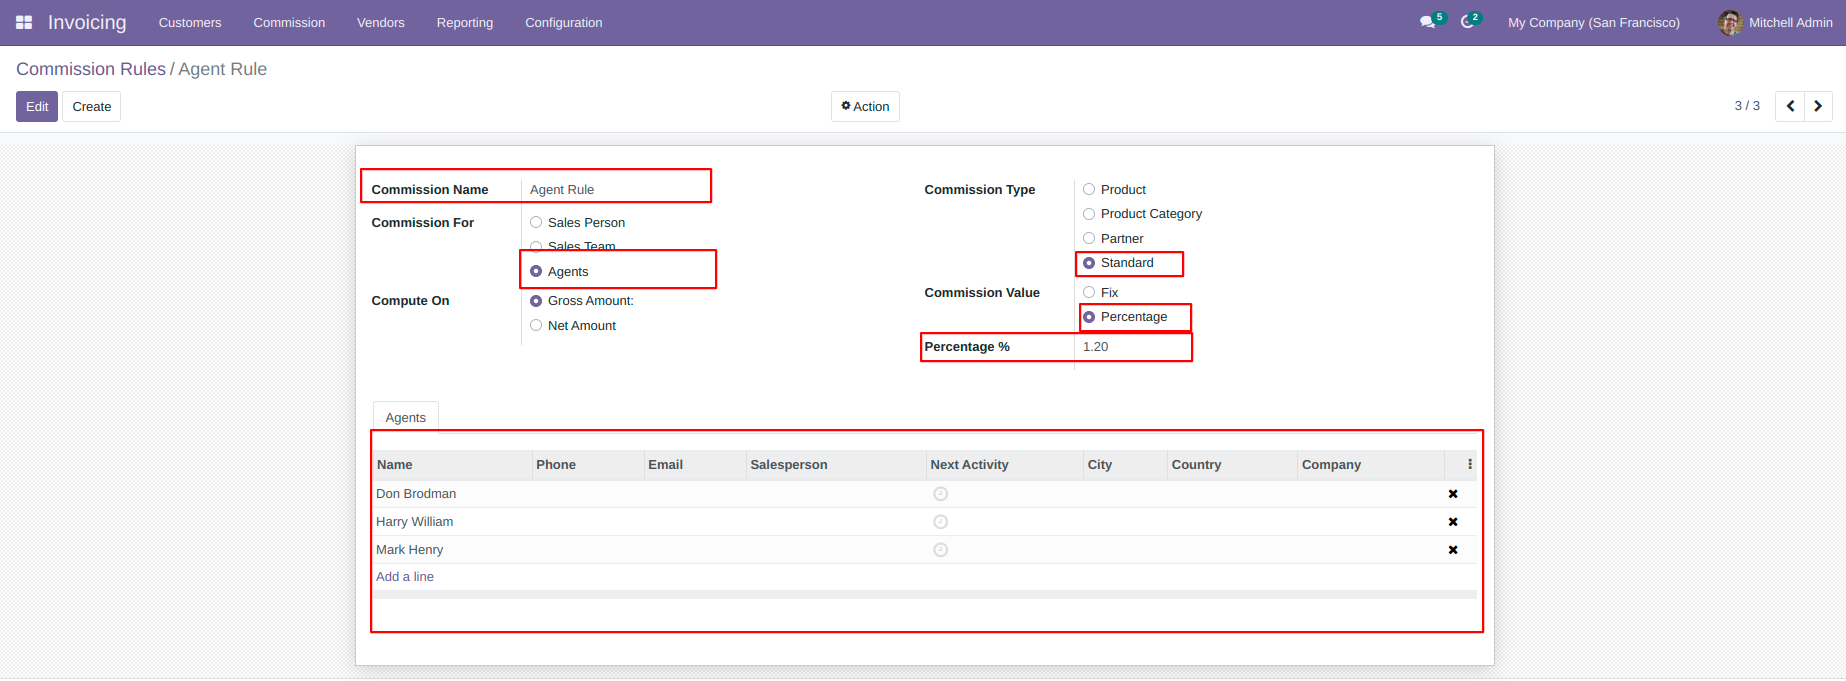 Invoicing Customers Commission Vendors Reporting Configuration 5 2 My Company (San Francisco) Mitchell Admin
Commission Rules / Agent Rule
Edit Create Action 3 / 3
Commission Name Agent Rule
Commission For Sales Person
Sales Team
Agents
Compute On Gross Amount:
Net Amount
Commission Type Product
Product Category
Partner
Standard
Commission Value Fix
Percentage
Percentage % 1.20
Agents
Name Phone Email Salesperson Next Activity City Country Company
Don Brodman
Harry William
Mark Henry
Add a line